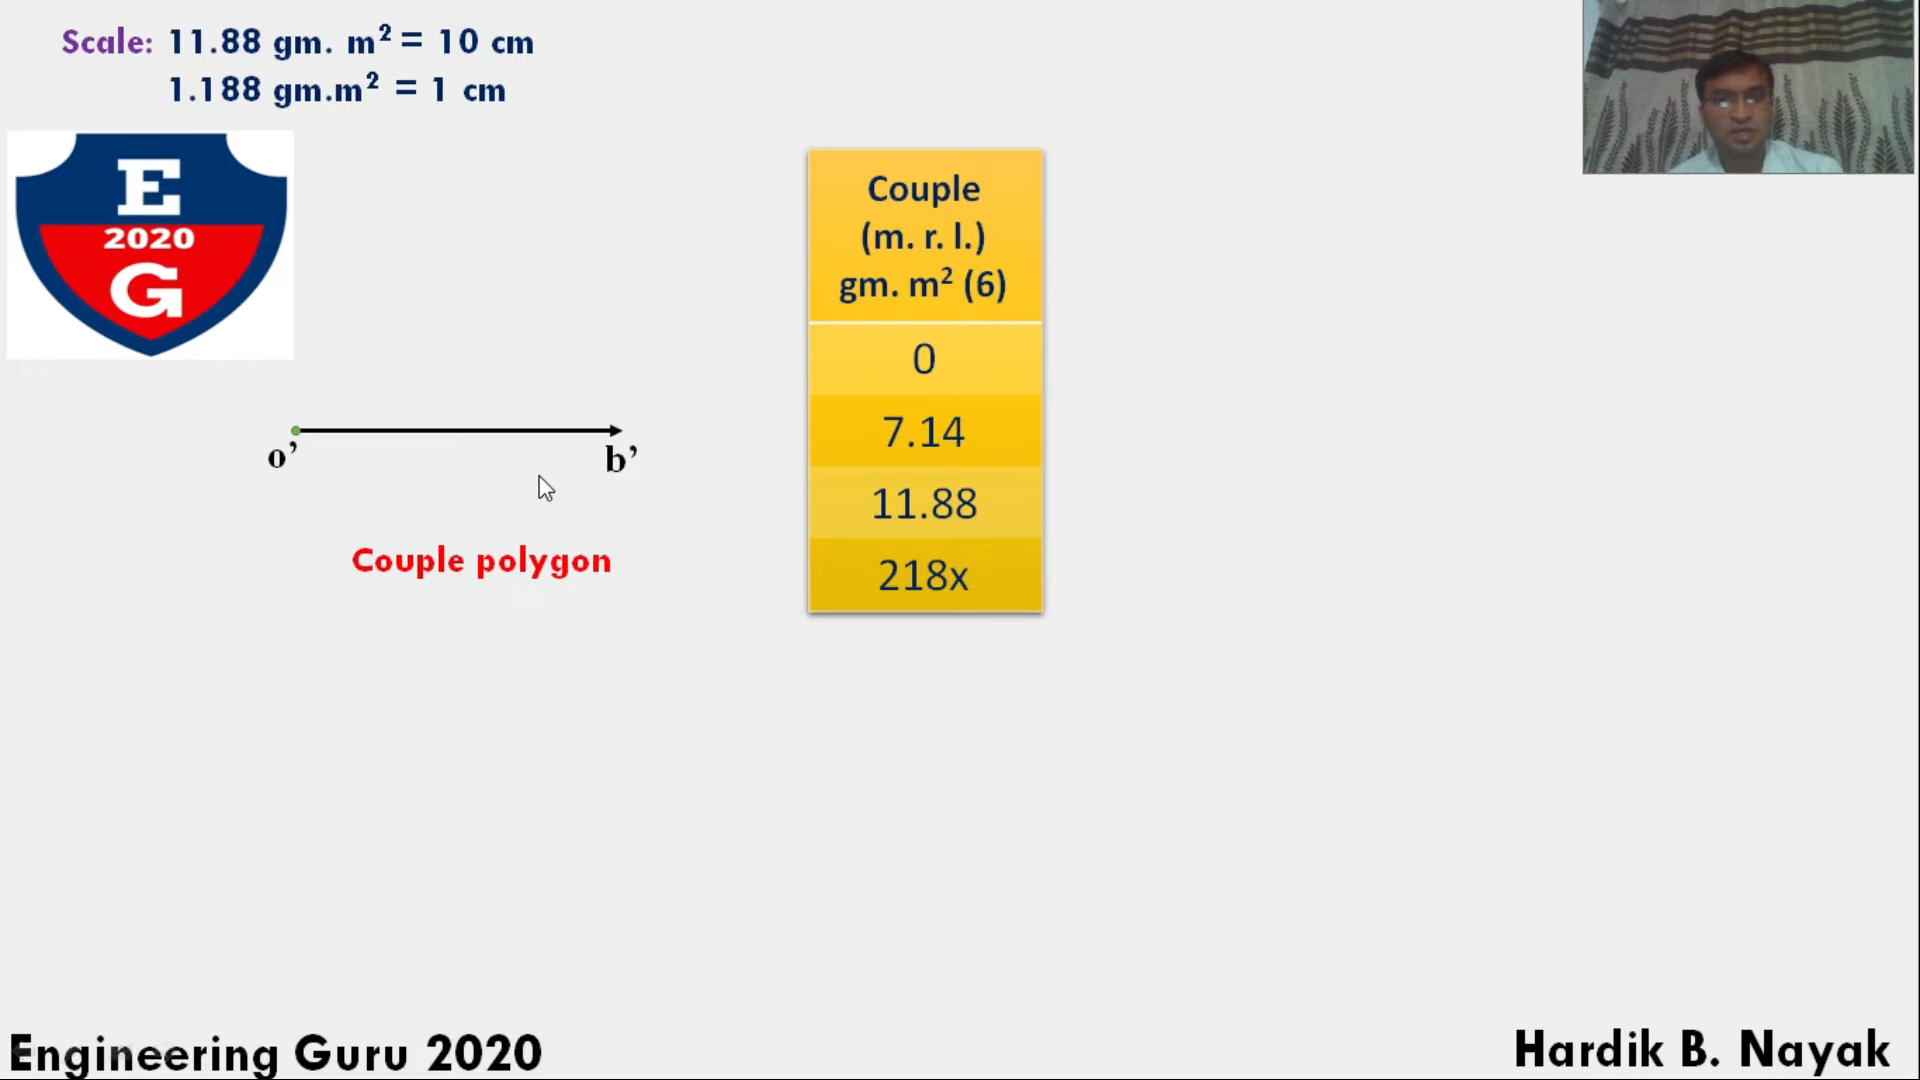 Scale: 11.88 gm. m² = 10 cm
1.188 gm.m² = 1 cm
E
2020
G
Couple
(m. r. l.)
gm. m² (6)
0
7.14
11.88
218x
o’
b’
Couple polygon
Engineering Guru 2020
Hardik B. Nayak